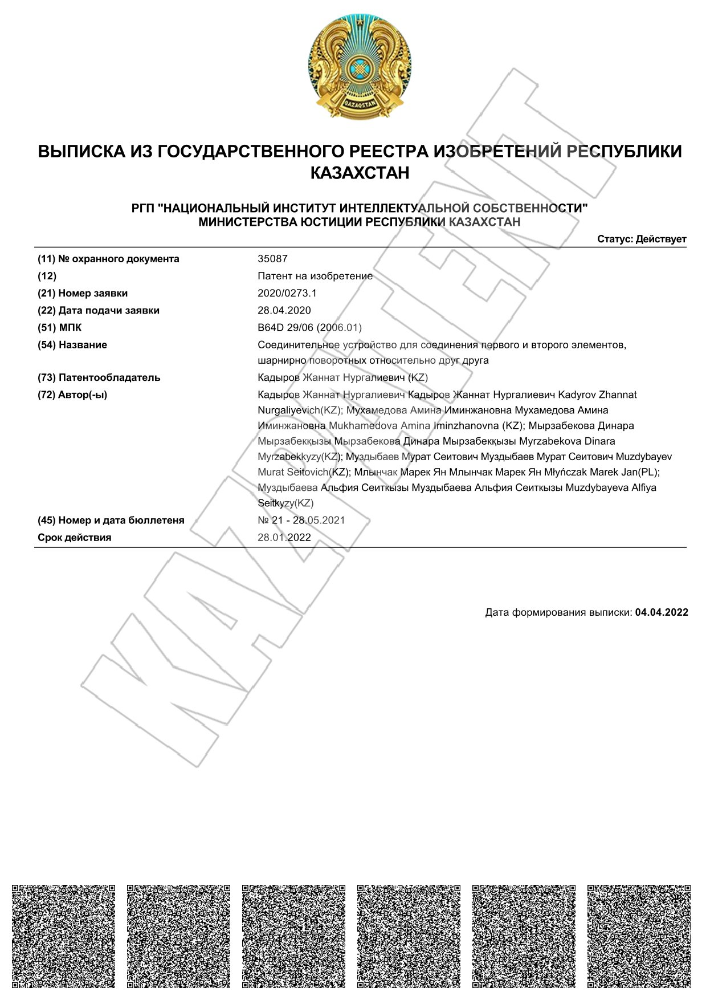 QAZAQSTAN
ВЫПИСКА ИЗ ГОСУДАРСТВЕННОГО РЕЕСТРА ИЗОБРЕТЕНИЙ РЕСПУБЛИКИ
КАЗАХСТАН
РГП "НАЦИОНАЛЬНЫЙ ИНСТИТУТ ИНТЕЛЛЕКТУАЛЬНОЙ СОБСТВЕННОСТИ"
МИНИСТЕРСТВА ЮСТИЦИИ РЕСПУБЛИКИ КАЗАХСТАН
Статус: Действует
(11) № охранного документа 35087
(12) Патент на изобретение
(21) Номер заявки 2020/0273.1
(22) Дата подачи заявки 28.04.2020
(51) МПК B64D 29/06 (2006.01)
(54) Название Соединительное устройство для соединения первого и второго элементов,
шарнирно поворотных относительно друг друга
(73) Патентообладатель Кадыров Жаннат Нургалиевич (KZ)
(72) Автор(-ы) Кадыров Жаннат Нургалиевич Кадыров Жаннат Нургалиевич Kadyrov Zhannat
Nurgaliyevich(KZ); Мухамедова Амина Иминжановна Мухамедова Амина
Иминжановна Mukhamedova Amina Iminzhanovna (KZ); Мырзабекова Динара
Мырзабекқызы Мырзабекова Динара Мырзабекқызы Myrzabekova Dinara
Myrzabekkyzy(KZ); Муздыбаев Мурат Сеитович Муздыбаев Мурат Сеитович Muzdybayev
Murat Seitovich(KZ); Млынчак Марек Ян Млынчак Марек Ян Młyńczak Marek Jan(PL);
Муздыбаева Альфия Сеиткызы Муздыбаева Альфия Сеиткызы Muzdybayeva Alfiya
Seitkyzy(KZ)
(45) Номер и дата бюллетеня № 21 - 28.05.2021
Срок действия 28.01.2022
Дата формирования выписки: 04.04.2022
KAZPATENT